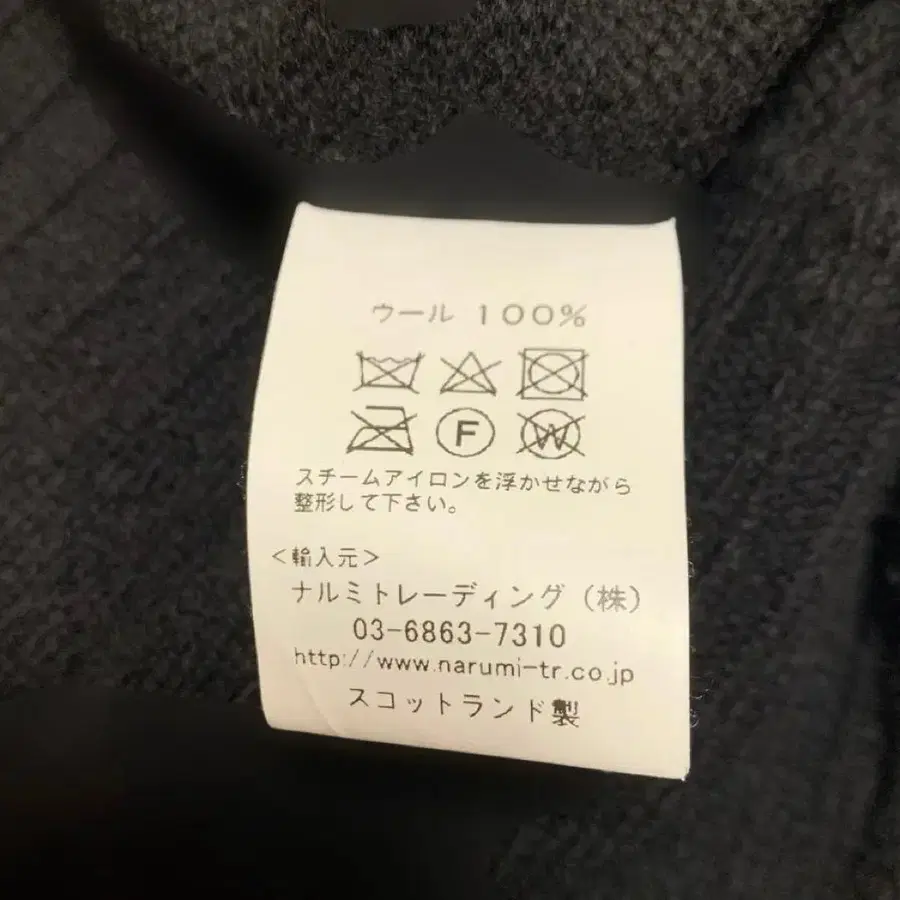 ウール 100%
F W
スチームアイロンを浮かせながら
整形して下さい。
<輸入元>
ナルミトレーディング(株)
03-6863-7310
http://www.narumi-tr.co.jp
スコットランド製